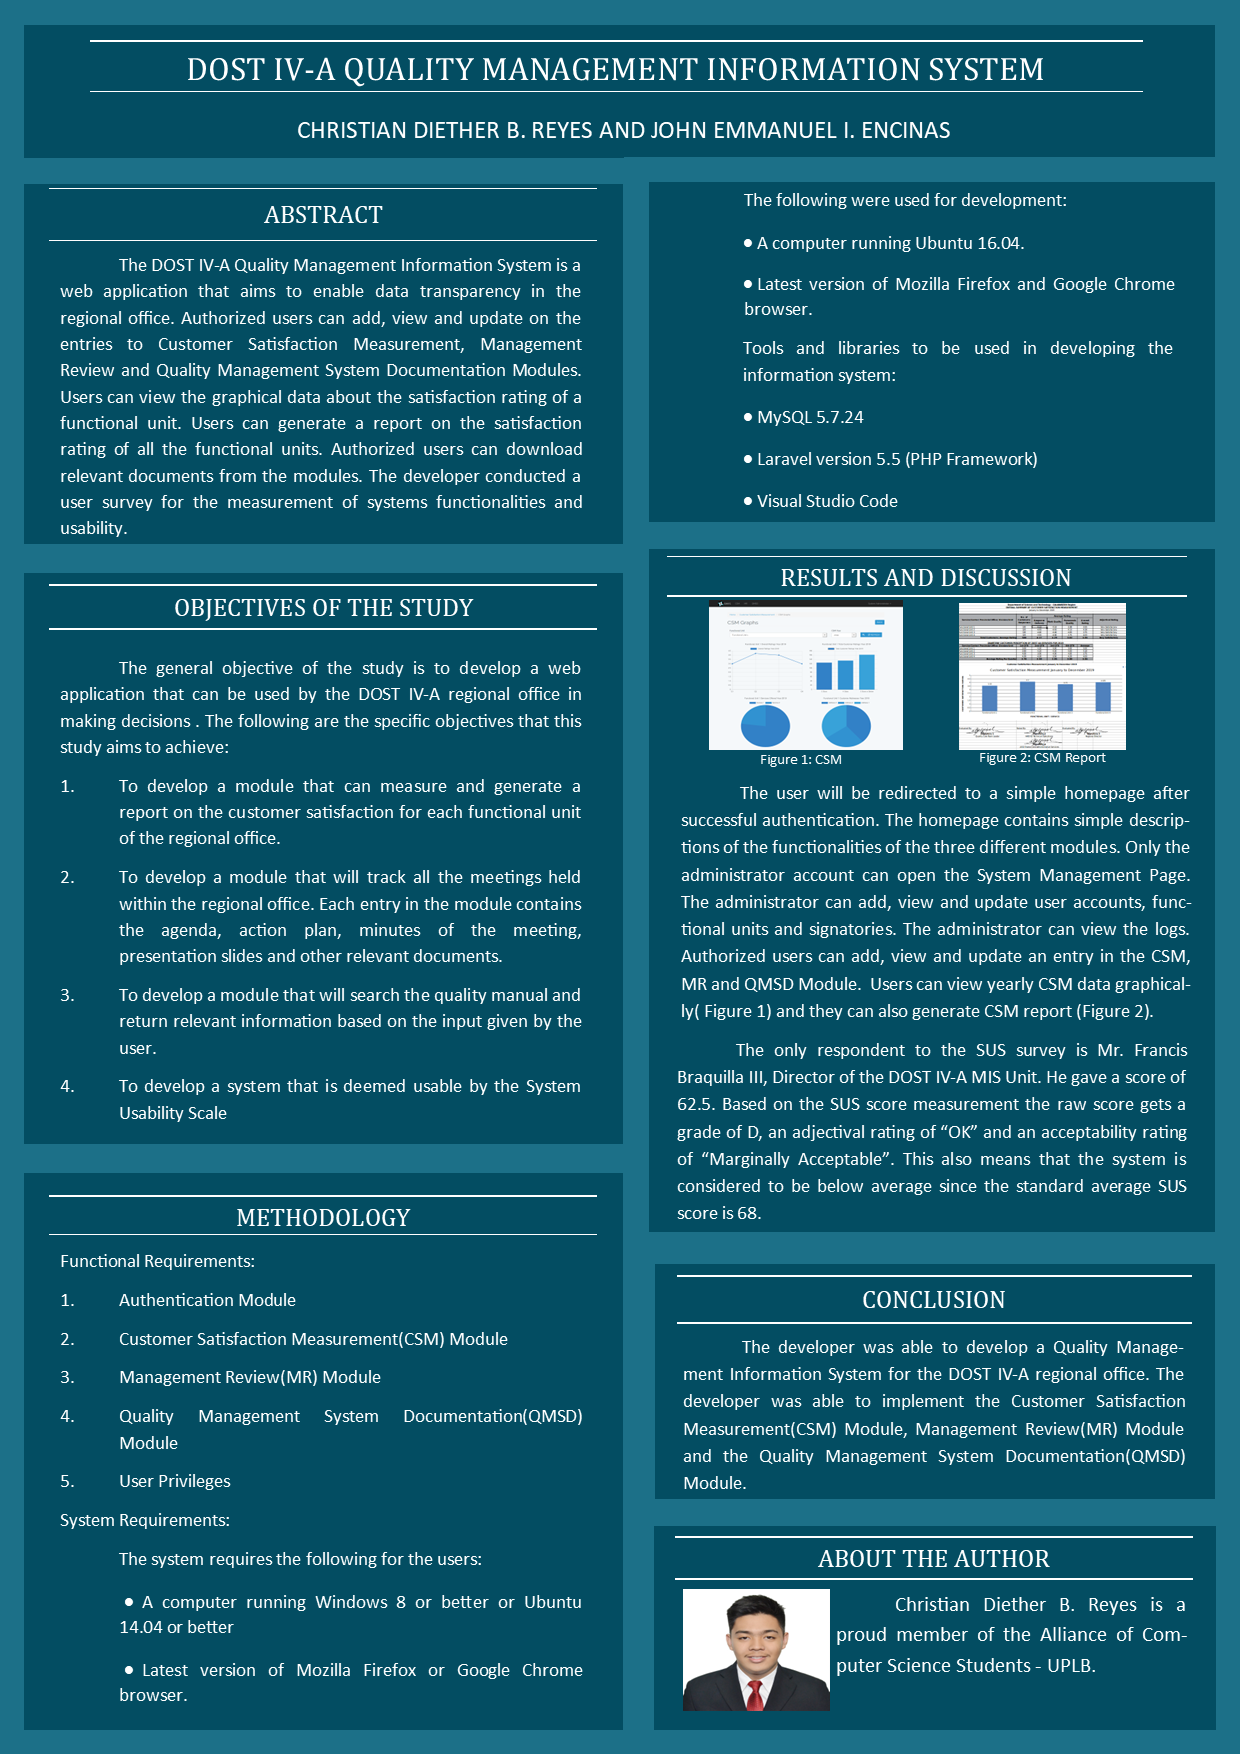 DOST IV-A QUALITY MANAGEMENT INFORMATION SYSTEM
CHRISTIAN DIETHER B. REYES AND JOHN EMMANUEL I. ENCINAS
ABSTRACT
The DOST IV-A Quality Management Information System is a
web application that aims to enable data transparency in the
regional office. Authorized users can add, view and update on the
entries to Customer Satisfaction Measurement, Management
Review and Quality Management System Documentation Modules.
Users can view the graphical data about the satisfaction rating of a
functional unit. Users can generate a report on the satisfaction
rating of all the functional units. Authorized users can download
relevant documents from the modules. The developer conducted a
user survey for the measurement of systems functionalities and
usability.
OBJECTIVES OF THE STUDY
The general objective of the study is to develop a web
application that can be used by the DOST IV-A regional office in
making decisions . The following are the specific objectives that this
study aims to achieve:
1. To develop a module that can measure and generate a
report on the customer satisfaction for each functional unit
of the regional office.
2. To develop a module that will track all the meetings held
within the regional office. Each entry in the module contains
the agenda, action plan, minutes of the meeting,
presentation slides and other relevant documents.
3. To develop a module that will search the quality manual and
return relevant information based on the input given by the
user.
4. To develop a system that is deemed usable by the System
Usability Scale
METHODOLOGY
Functional Requirements:
1. Authentication Module
2. Customer Satisfaction Measurement(CSM) Module
3. Management Review(MR) Module
4. Quality Management System Documentation(QMSD)
Module
5. User Privileges
System Requirements:
The system requires the following for the users:
• A computer running Windows 8 or better or Ubuntu
14.04 or better
• Latest version of Mozilla Firefox or Google Chrome
browser.
The following were used for development:
• A computer running Ubuntu 16.04.
• Latest version of Mozilla Firefox and Google Chrome
browser.
Tools and libraries to be used in developing the
information system:
• MySQL 5.7.24
• Laravel version 5.5 (PHP Framework)
• Visual Studio Code
RESULTS AND DISCUSSION
CSM Graphs
Customer Satisfaction Measurement January to December 2018
Figure 1: CSM
Figure 2: CSM Report
The user will be redirected to a simple homepage after
successful authentication. The homepage contains simple descrip-
tions of the functionalities of the three different modules. Only the
administrator account can open the System Management Page.
The administrator can add, view and update user accounts, func-
tional units and signatories. The administrator can view the logs.
Authorized users can add, view and update an entry in the CSM,
MR and QMSD Module. Users can view yearly CSM data graphical-
ly( Figure 1) and they can also generate CSM report (Figure 2).
The only respondent to the SUS survey is Mr. Francis
Braquilla III, Director of the DOST IV-A MIS Unit. He gave a score of
62.5. Based on the SUS score measurement the raw score gets a
grade of D, an adjectival rating of “OK” and an acceptability rating
of “Marginally Acceptable”. This also means that the system is
considered to be below average since the standard average SUS
score is 68.
CONCLUSION
The developer was able to develop a Quality Manage-
ment Information System for the DOST IV-A regional office. The
developer was able to implement the Customer Satisfaction
Measurement(CSM) Module, Management Review(MR) Module
and the Quality Management System Documentation(QMSD)
Module.
ABOUT THE AUTHOR
Christian Diether B. Reyes is a
proud member of the Alliance of Com-
puter Science Students - UPLB.